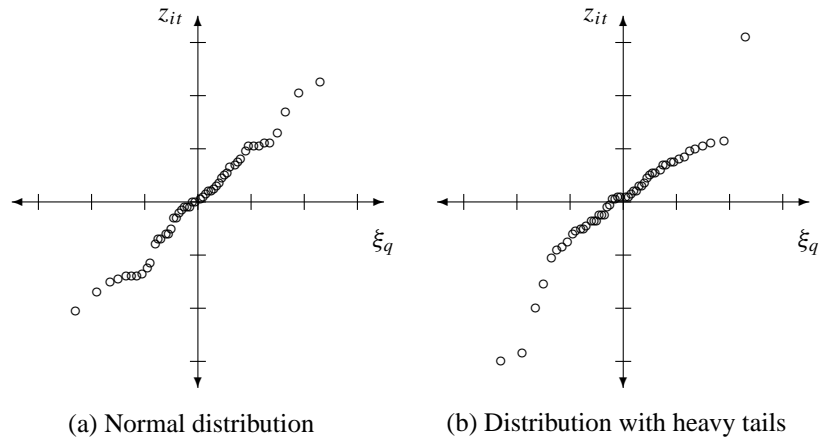 z_it
z_it
ξ_q
ξ_q
(a) Normal distribution
(b) Distribution with heavy tails